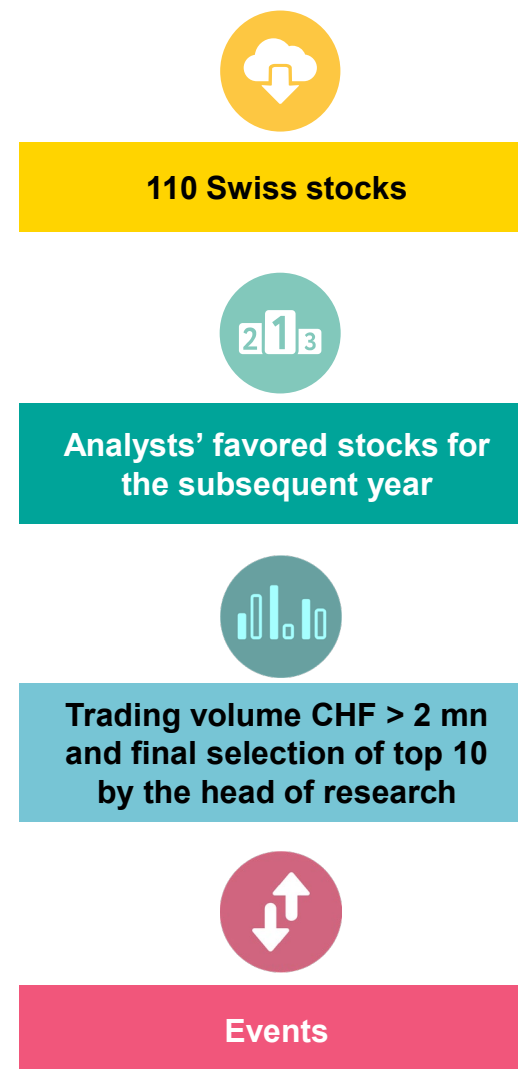 110 Swiss stocks
2 1 3
Analysts’ favored stocks for
the subsequent year
Trading volume CHF > 2 mn
and final selection of top 10
by the head of research
Events